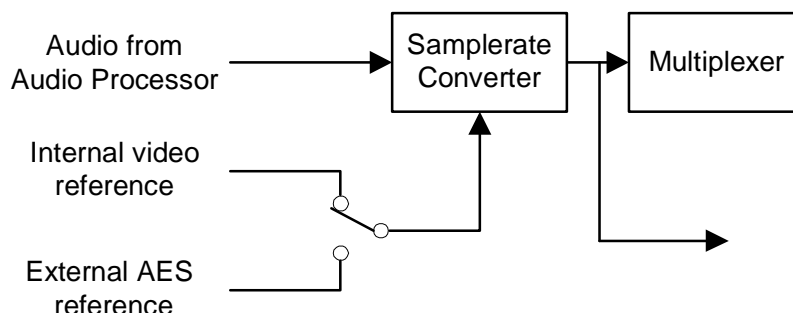 Audio from
Audio Processor
Samplerate
Converter
Multiplexer
Internal video
reference
External AES
reference